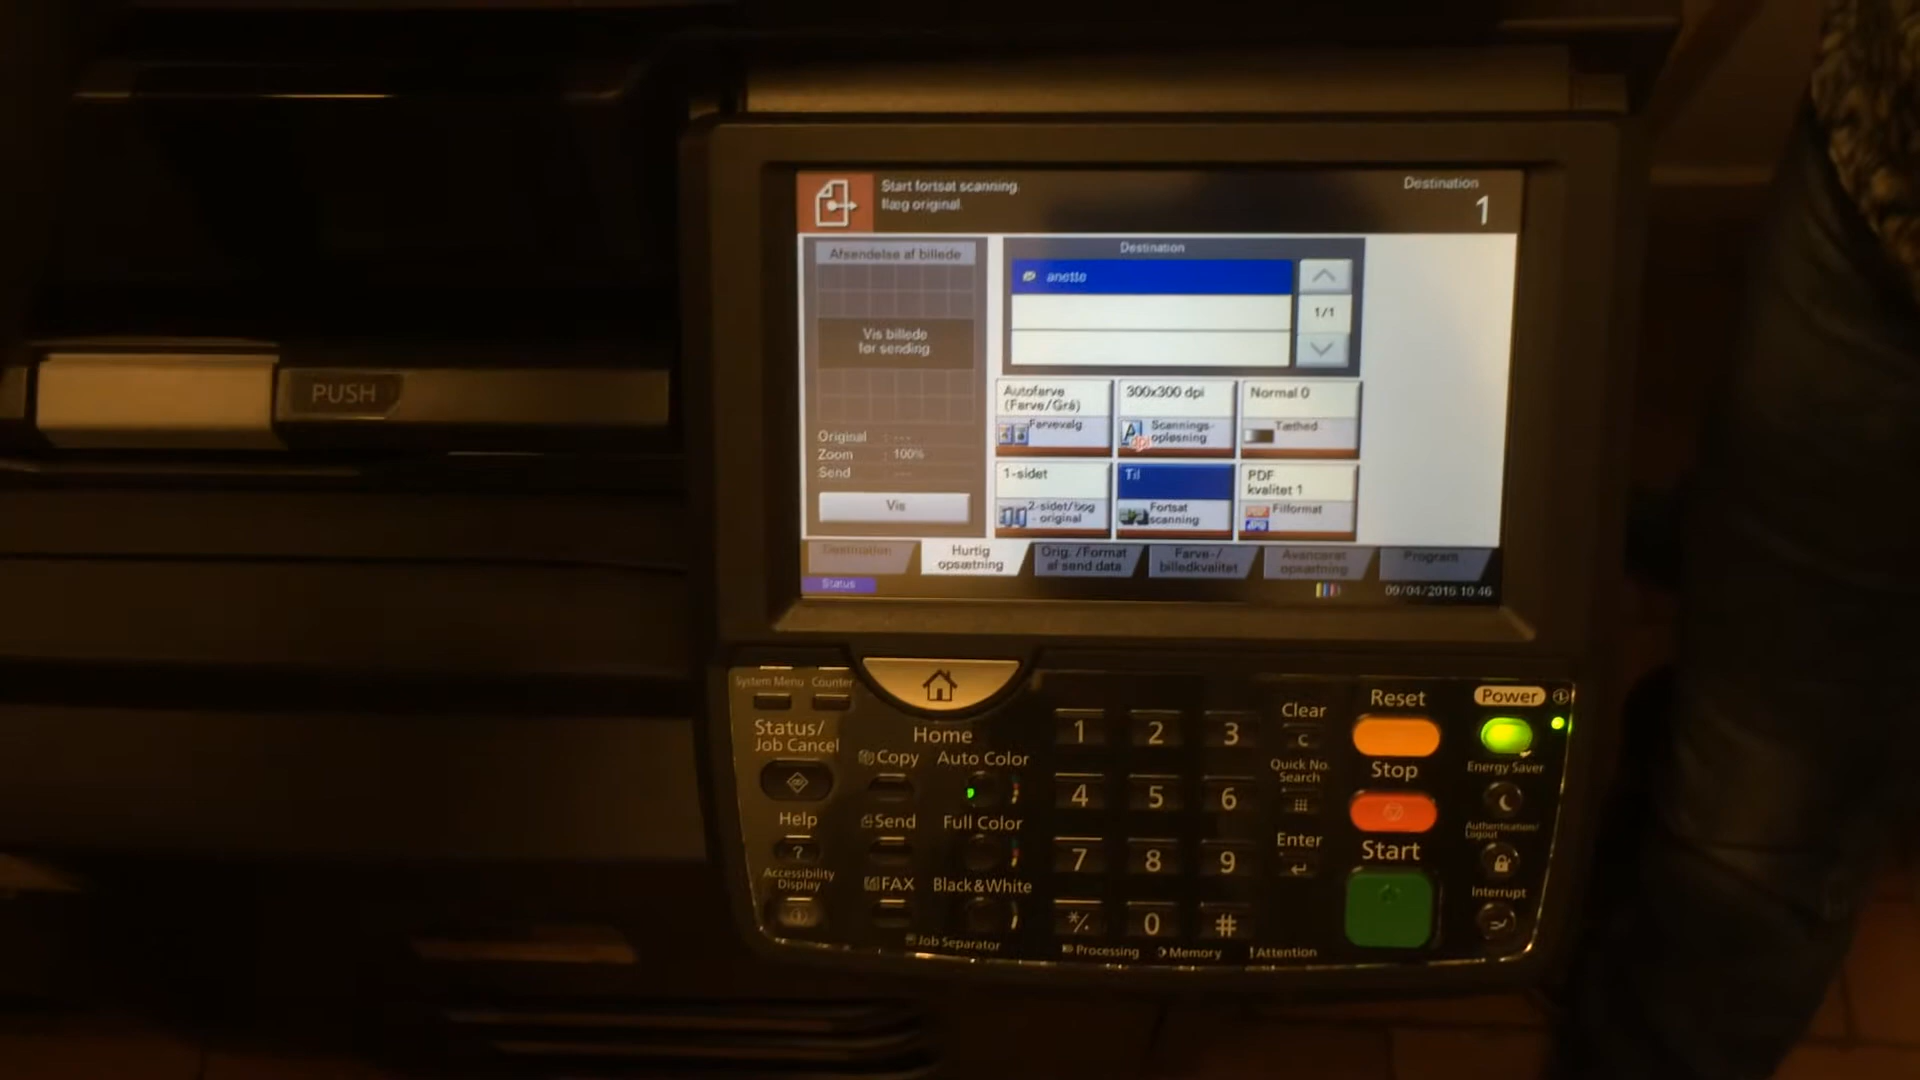 Start fortsat scanning.
Ilæg original.
Destination
1
Afsendelse af billede
Vis billede
før sending
Original : ---
Zoom : 100%
Send : ---
Vis
Destination
anette
1/1
Autofarve
(Farve/Grå)
Farvevalg
300x300 dpi
Scannings-
opløsning
Normal 0
Tæthed
1-sidet
2-sidet/bog
- original
Til
Fortsat
scanning
PDF
kvalitet 1
Filformat
Destination
Hurtig
opsætning
Orig. /Format
af send data
Farve-/
billedkvalitet
Avanceret
opsætning
Program
Status
09/04/2016 10:46
PUSH
System Menu
Counter
Status/
Job Cancel
Help
?
Accessibility
Display
Home
Copy
Send
FAX
Auto Color
Full Color
Black&White
Job Separator
1
2
3
4
5
6
7
8
9
*/.
0
#
Processing
Memory
!Attention
Clear
C
Quick No.
Search
Enter
Reset
Stop
Start
Power
Energy Saver
Authentication/
Logout
Interrupt